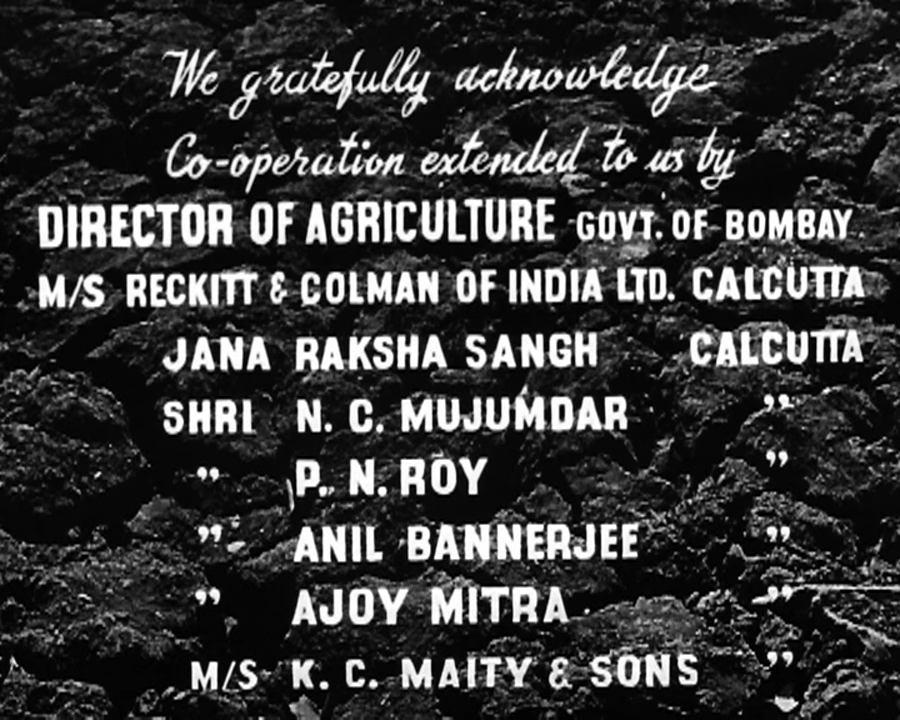 We gratefully acknowledge
Co-operation extended to us by
DIRECTOR OF AGRICULTURE GOVT. OF BOMBAY.
M/S RECKITT & COLMAN OF INDIA LTD. CALCUTTA
JANA RAKSHA SANGH CALCUTTA
SHRI N. C. MUJUMDAR ”
” P. N. ROY ”
” ANIL BANNERJEE ”
” AJOY MITRA ”
M/S K. C. MAITY & SONS ”